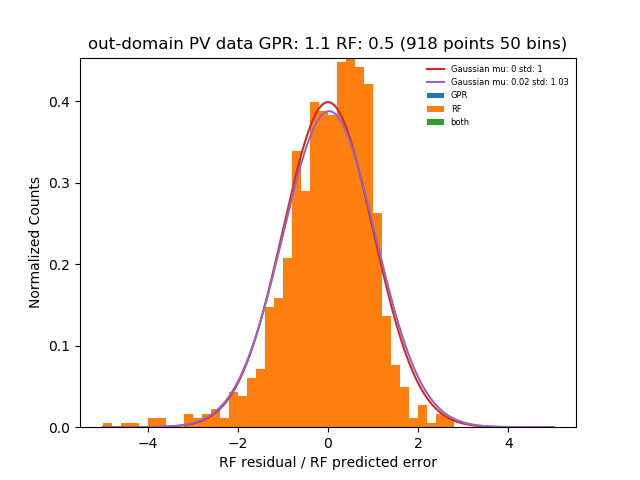 out-domain PV data GPR: 1.1 RF: 0.5 (918 points 50 bins)
Gaussian mu: 0 std: 1
Gaussian mu: 0.02 std: 1.03
GPR
RF
both
Normalized Counts
0.4
0.3
0.2
0.1
0.0
−4
−2
0
2
4
RF residual / RF predicted error